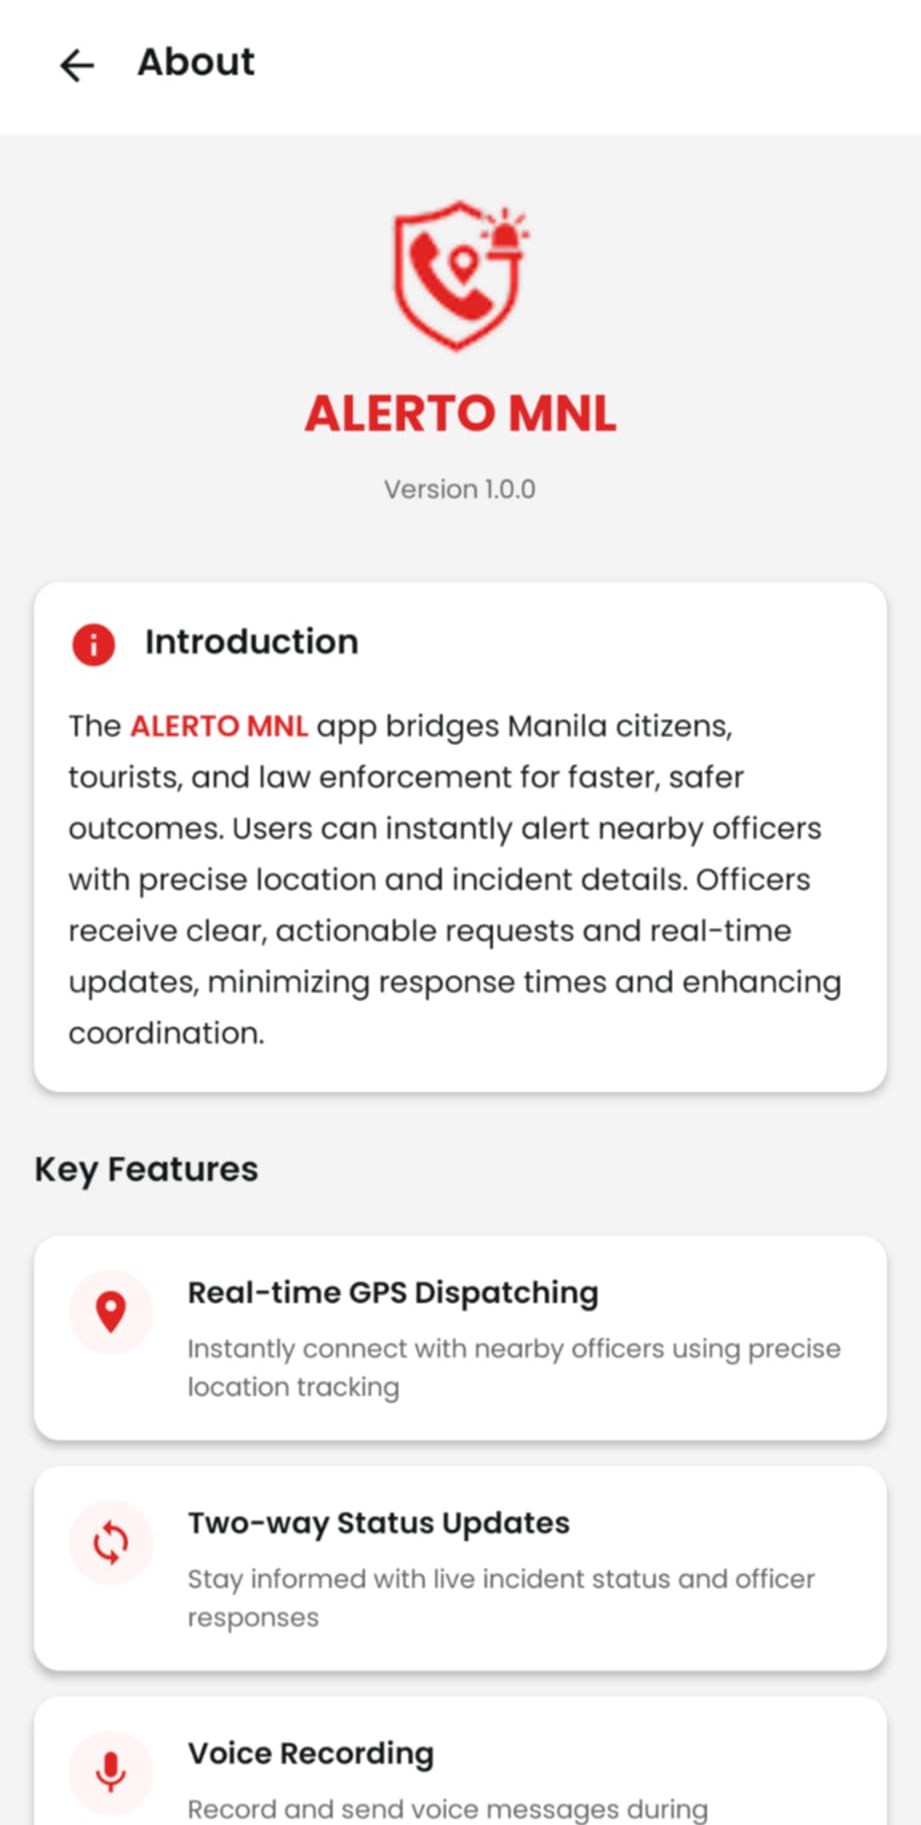 About
ALERTO MNL
Version 1.0.0
Introduction
The ALERTO MNL app bridges Manila citizens,
tourists, and law enforcement for faster, safer
outcomes. Users can instantly alert nearby officers
with precise location and incident details. Officers
receive clear, actionable requests and real-time
updates, minimizing response times and enhancing
coordination.
Key Features
Real-time GPS Dispatching
Instantly connect with nearby officers using precise
location tracking
Two-way Status Updates
Stay informed with live incident status and officer
responses
Voice Recording
Record and send voice messages during